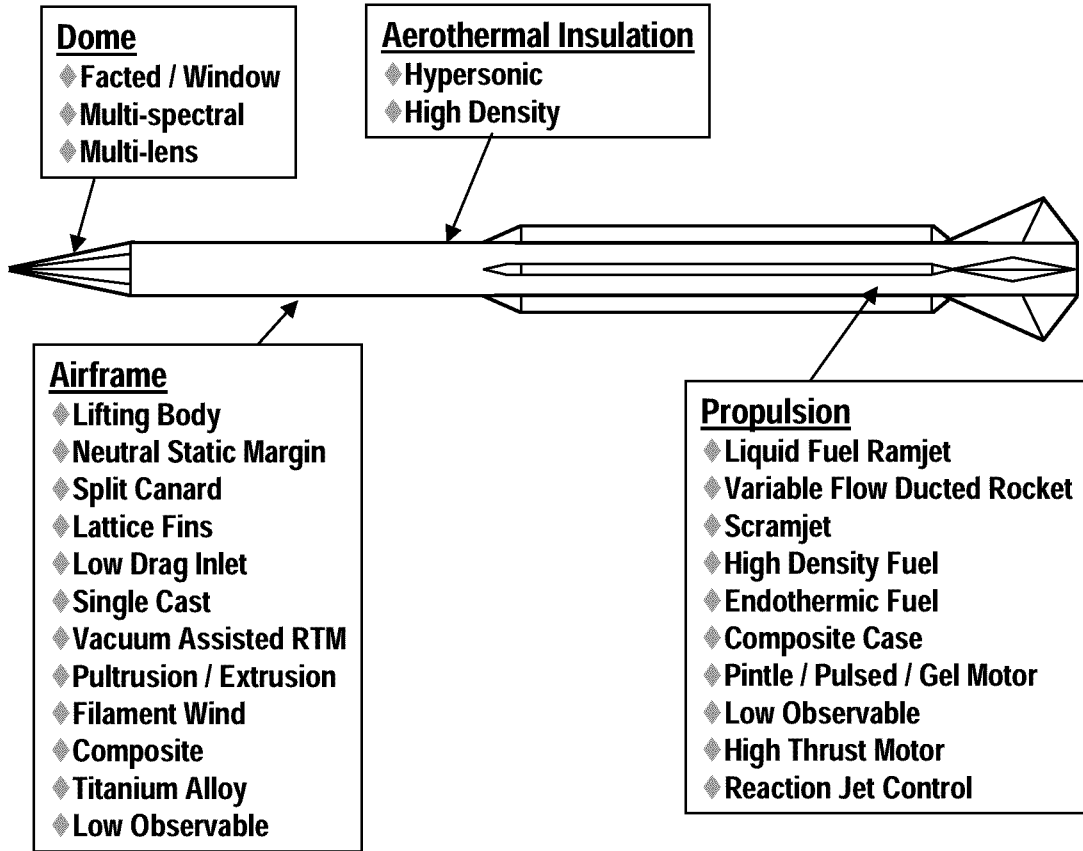 Dome
Facted / Window
Multi-spectral
Multi-lens
Aerothermal Insulation
Hypersonic
High Density
Airframe
Lifting Body
Neutral Static Margin
Split Canard
Lattice Fins
Low Drag Inlet
Single Cast
Vacuum Assisted RTM
Pultrusion / Extrusion
Filament Wind
Composite
Titanium Alloy
Low Observable
Propulsion
Liquid Fuel Ramjet
Variable Flow Ducted Rocket
Scramjet
High Density Fuel
Endothermic Fuel
Composite Case
Pintle / Pulsed / Gel Motor
Low Observable
High Thrust Motor
Reaction Jet Control